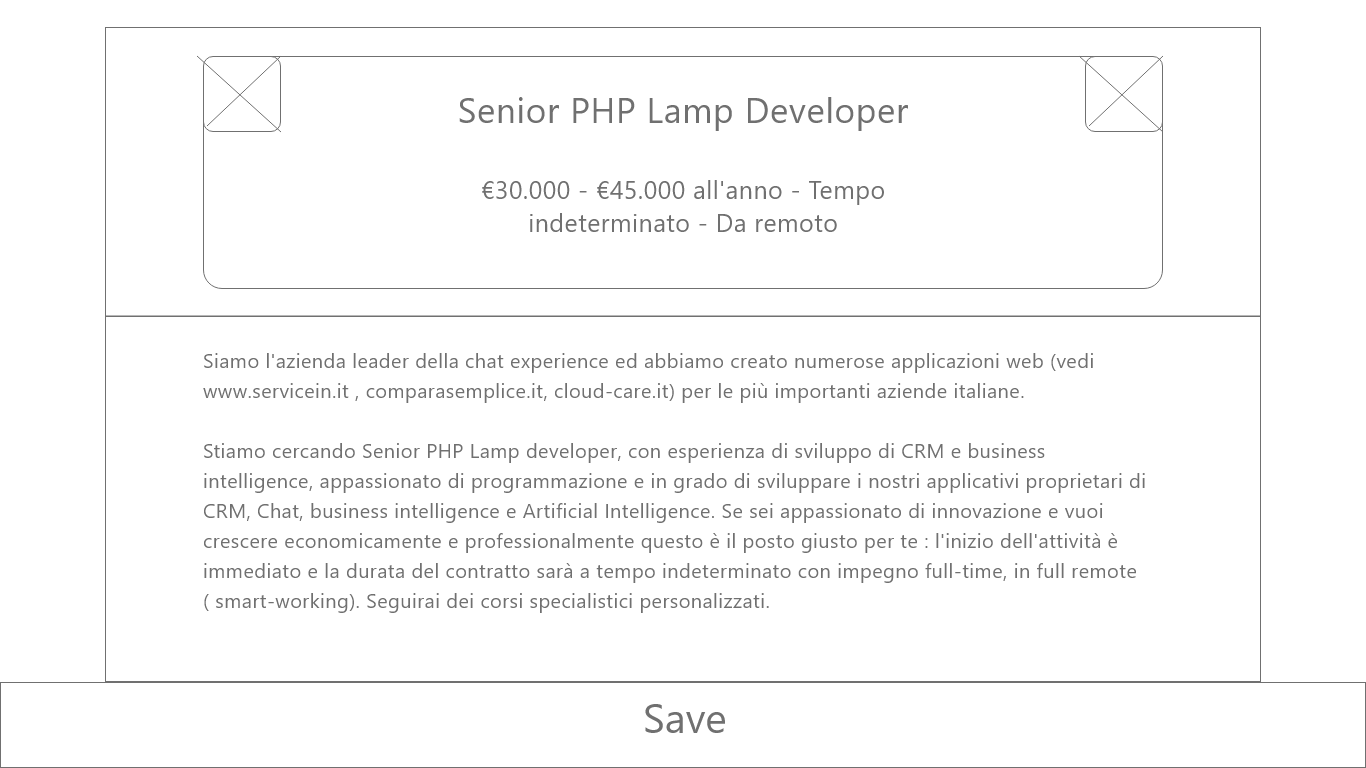 Senior PHP Lamp Developer
€30.000 - €45.000 all'anno - Tempo
indeterminato - Da remoto
Siamo l'azienda leader della chat experience ed abbiamo creato numerose applicazioni web (vedi
www.servicein.it , comparasemplice.it, cloud-care.it) per le più importanti aziende italiane.
Stiamo cercando Senior PHP Lamp developer, con esperienza di sviluppo di CRM e business
intelligence, appassionato di programmazione e in grado di sviluppare i nostri applicativi proprietari di
CRM, Chat, business intelligence e Artificial Intelligence. Se sei appassionato di innovazione e vuoi
crescere economicamente e professionalmente questo è il posto giusto per te : l'inizio dell'attività è
immediato e la durata del contratto sarà a tempo indeterminato con impegno full-time, in full remote
( smart-working). Seguirai dei corsi specialistici personalizzati.
Save